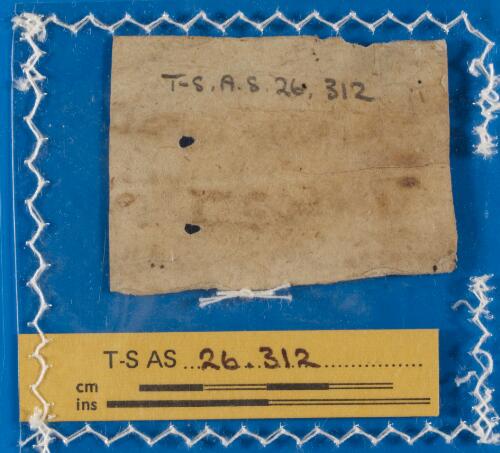 T-S. A.S. 26. 312
T-S AS ...26.312..................
cm
ins